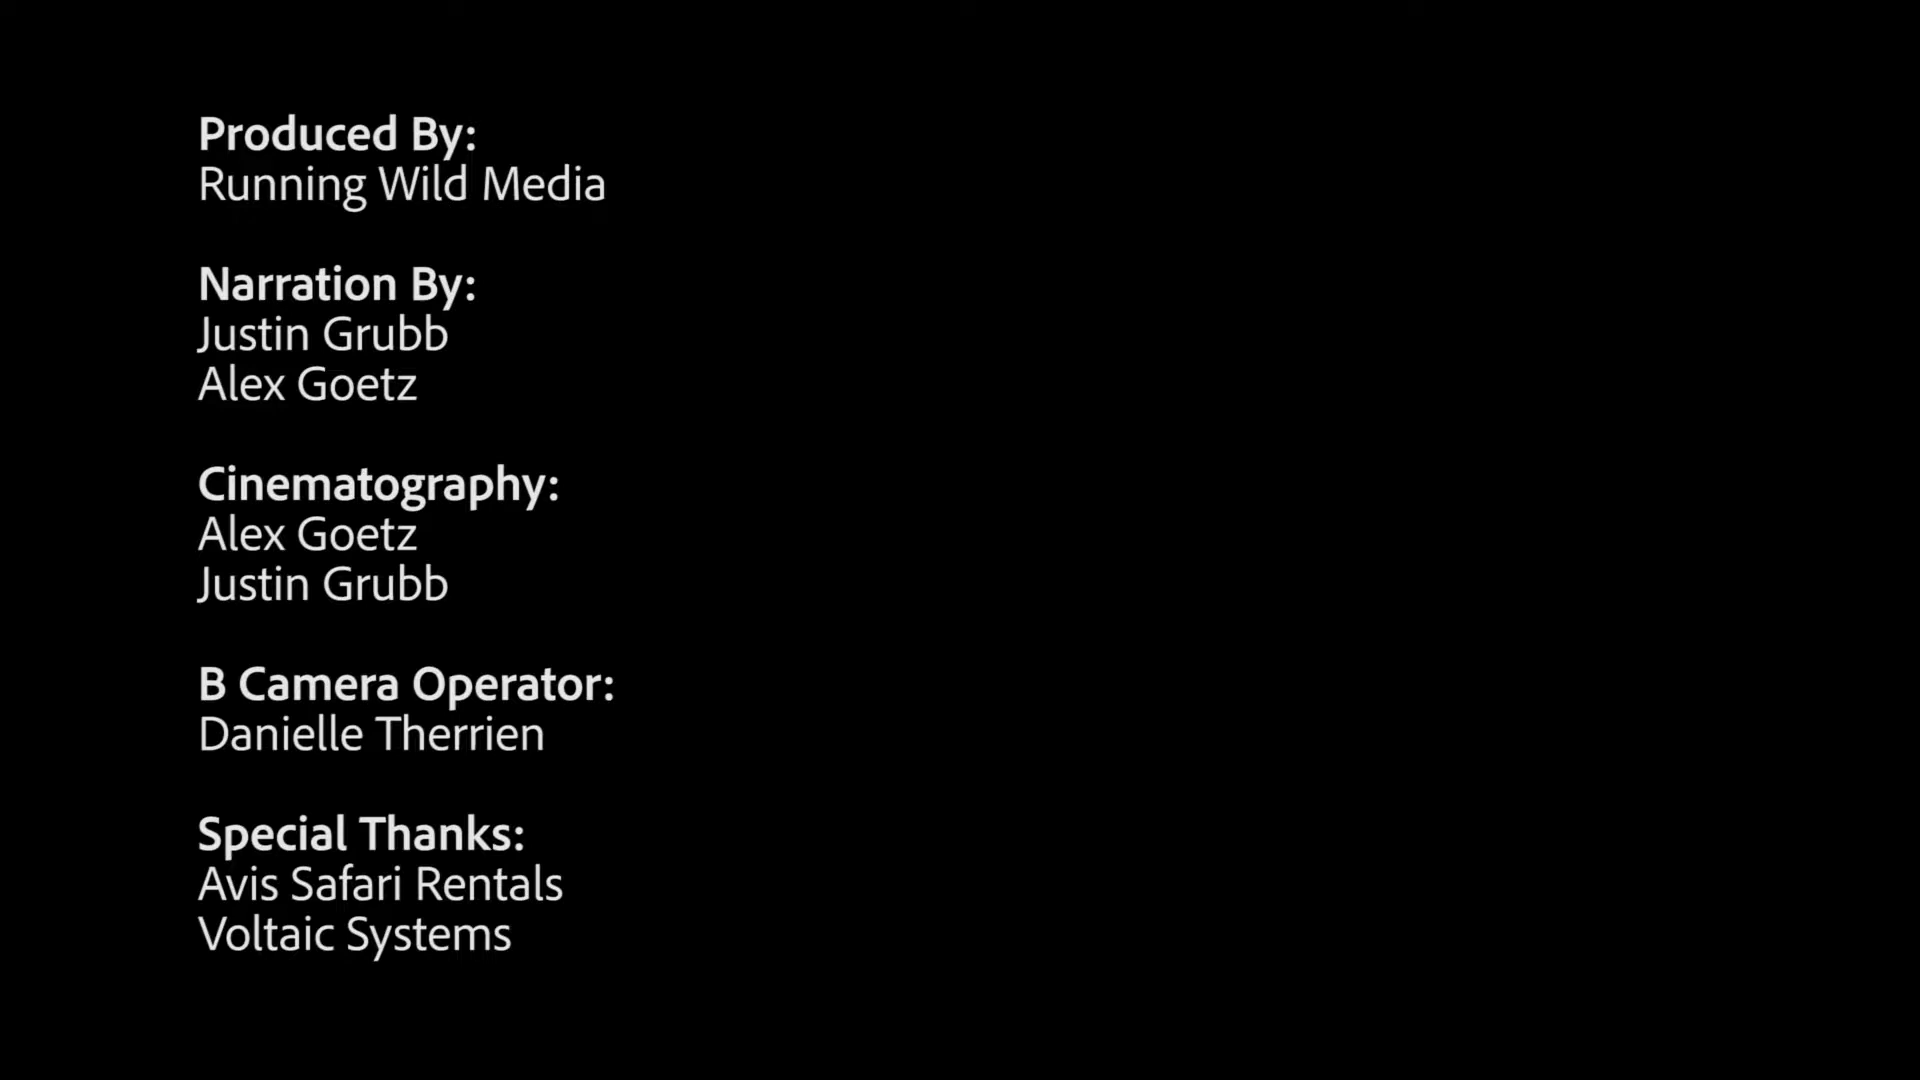 Produced By:
Running Wild Media
Narration By:
Justin Grubb
Alex Goetz
Cinematography:
Alex Goetz
Justin Grubb
B Camera Operator:
Danielle Therrien
Special Thanks:
Avis Safari Rentals
Voltaic Systems